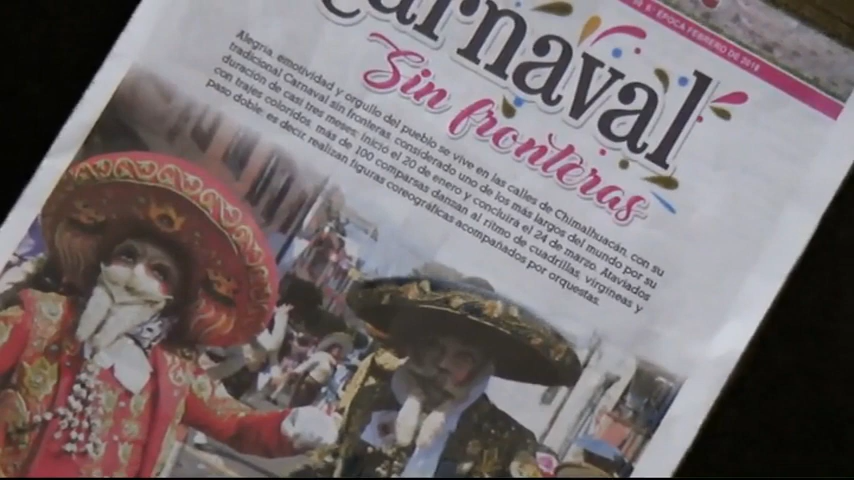 6ª ÉPOCA FEBRERO DE 2019
Carnaval
Sin fronteras
Alegría, emotividad y orgullo del pueblo se vive en las calles de Chimalhuacán, con su
tradicional Carnaval sin fronteras, considerado uno de los más largos del mundo por su
duración de casi tres meses: inició el 20 de enero y concluirá el 24 de marzo. Ataviados
con trajes coloridos, más de 100 comparsas danzan al ritmo de cuadrillas, virgíneas y
paso doble; es decir, realizan figuras coreográficas acompañados por orquestas.